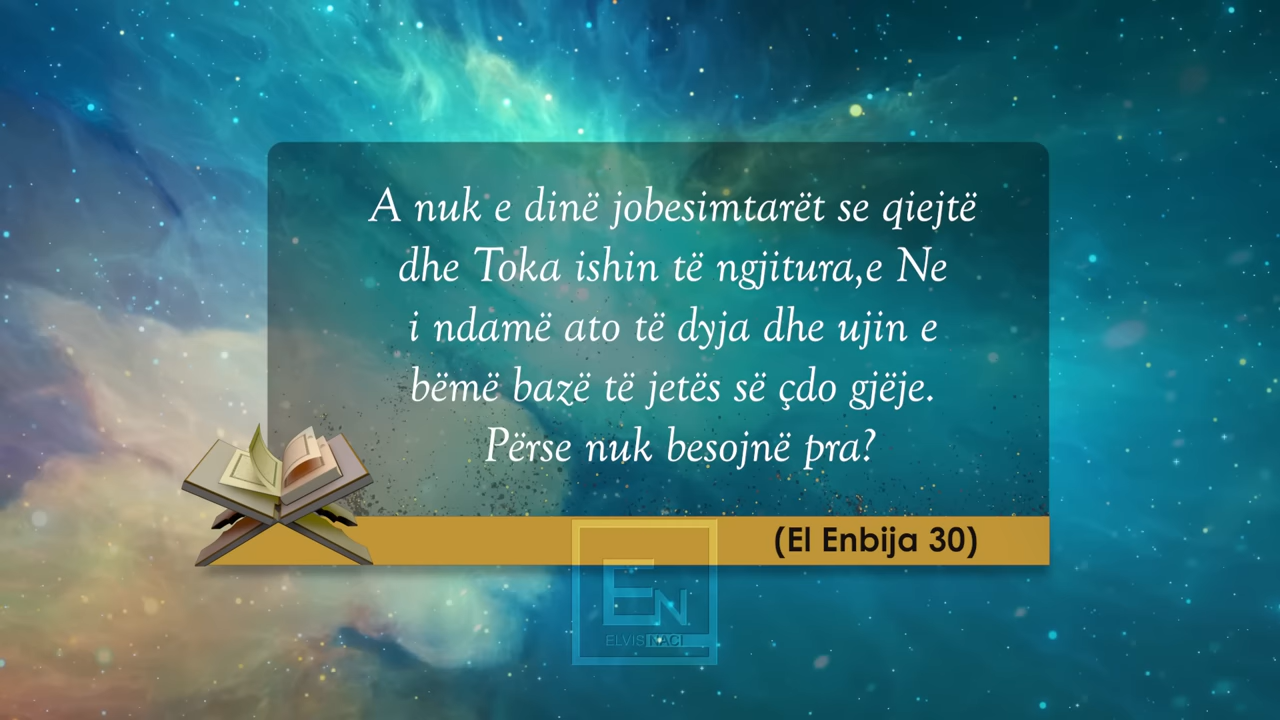 A nuk e dinë jobesimtarët se qiejtë
dhe Toka ishin të ngjitura,e Ne
i ndamë ato të dyja dhe ujin e
bëmë bazë të jetës së çdo gjëje.
Përse nuk besojnë pra?
(El Enbija 30)
EN
ELVIS NACI